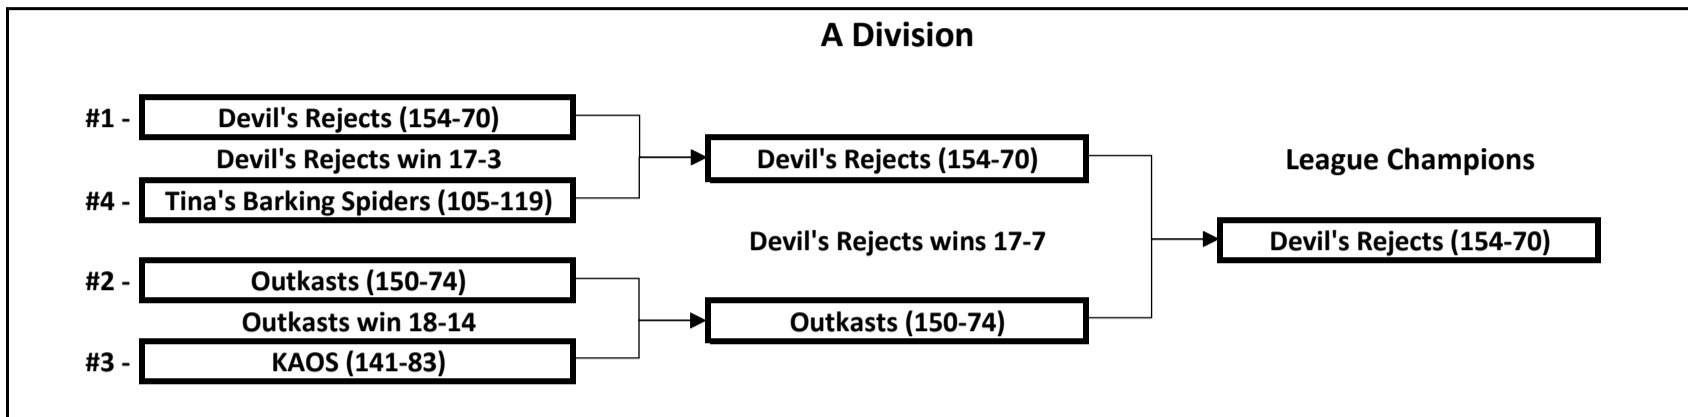 A Division
#1 - Devil's Rejects (154-70)
Devil's Rejects win 17-3
#4 - Tina's Barking Spiders (105-119)
Devil's Rejects (154-70)
Devil's Rejects wins 17-7
#2 - Outkasts (150-74)
Outkasts win 18-14
#3 - KAOS (141-83)
Outkasts (150-74)
League Champions
Devil's Rejects (154-70)